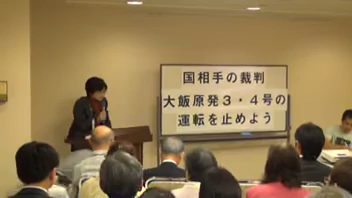 国相手の裁判
大飯原発３・４号の
運転を止めよう